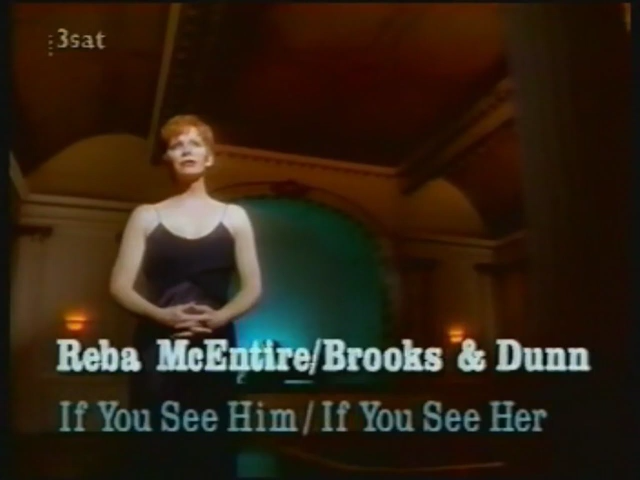 3sat
Reba McEntire/Brooks & Dunn
If You See Him/If You See Her